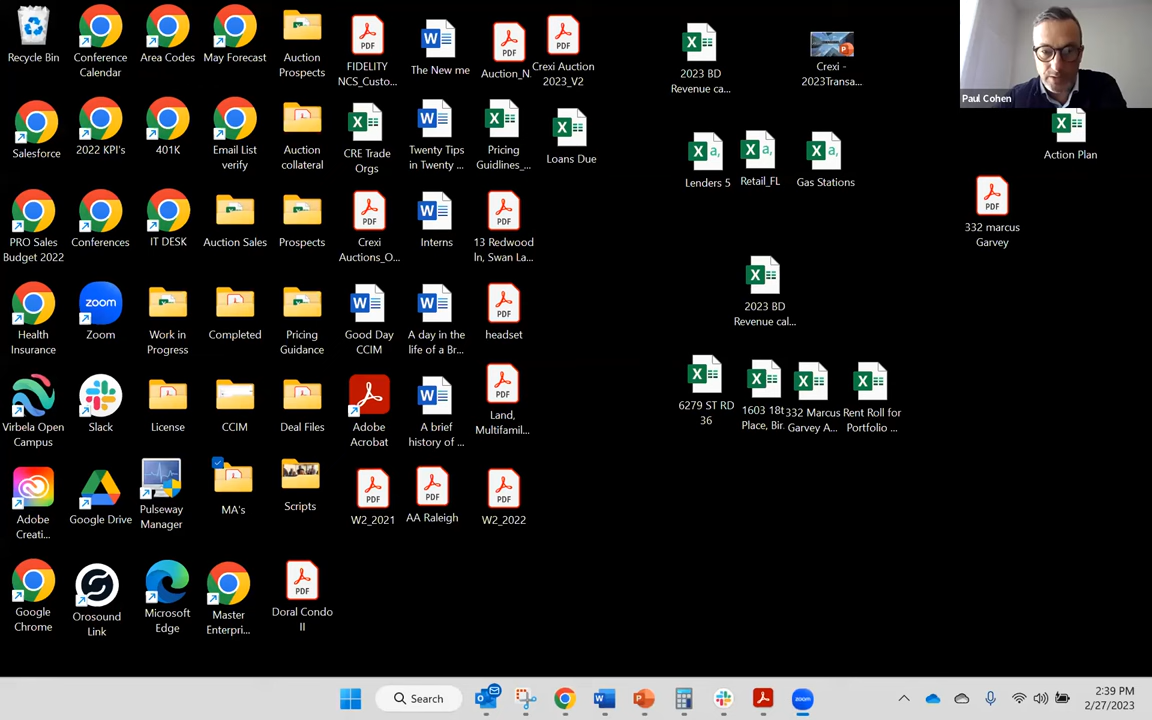 Recycle Bin
Conference
Calendar
Area Codes
May Forecast
Auction
Prospects
FIDELITY
NCS_Custo...
The New me
Auction_N.
Crexi Auction
2023_V2
2023 BD
Revenue ca...
Crexi -
2023Transa...
Paul Cohen
Salesforce
2022 KPI's
401K
Email List
verify
Auction
collateral
CRE Trade
Orgs
Twenty Tips
in Twenty ...
Pricing
Guidlines_...
Loans Due
Lenders 5
Retail_FL
Gas Stations
Action Plan
PRO Sales
Budget 2022
Conferences
IT DESK
Auction Sales
Prospects
Crexi
Auctions_O...
Interns
13 Redwood
ln, Swan La...
332 marcus
Garvey
Health
Insurance
zoom
Zoom
Work in
Progress
Completed
Pricing
Guidance
Good Day
CCIM
A day in the
life of a Br...
headset
2023 BD
Revenue cal...
Virbela Open
Campus
Slack
License
CCIM
Deal Files
Adobe
Acrobat
A brief
history of ...
Land,
Multifamil...
6279 ST RD
36
1603 18t
Place, Bir.
332 Marcus
Garvey A...
Rent Roll for
Portfolio ...
Adobe
Creati...
Google Drive
Pulseway
Manager
MA's
Scripts
W2_2021
AA Raleigh
W2_2022
Google
Chrome
Orosound
Link
Microsoft
Edge
Master
Enterpri...
Doral Condo
II
Search
zoom
2:39 PM
2/27/2023